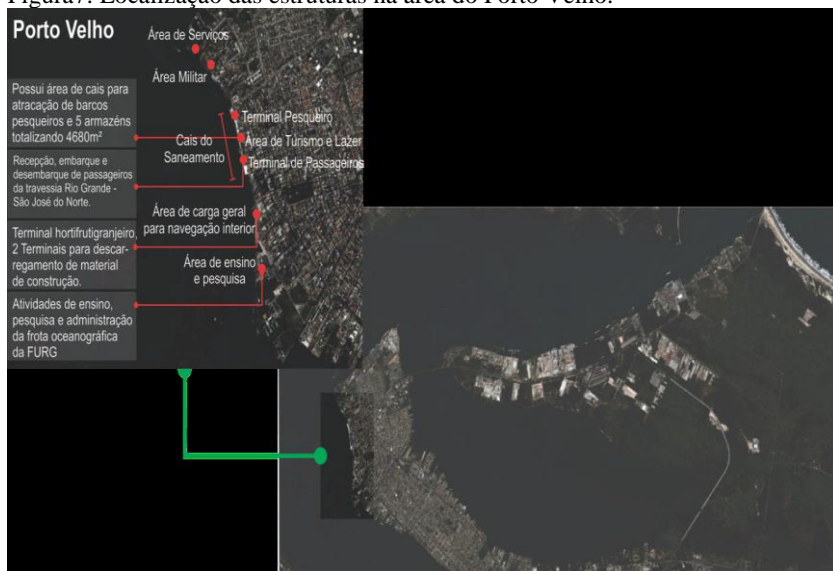 Figura7: Localização das estruturas na área do Porto Velho.
Porto Velho
Área de Serviços
Área Militar
Possui área de cais para
atracação de barcos
pesqueiros e 5 armazéns
totalizando 4680m²
Terminal Pesqueiro
Cais do
Saneamento
Área de Turismo e Lazer
Terminal de Passageiros
Recepção, embarque e
desembarque de passageiros
da travessia Rio Grande -
São José do Norte.
Área de carga geral
para navegação interior
Terminal hortifrutigranjeiro,
2 Terminais para descar-
regamento de material
de construção.
Área de ensino
e pesquisa
Atividades de ensino,
pesquisa e administração
da frota oceanográfica
da FURG